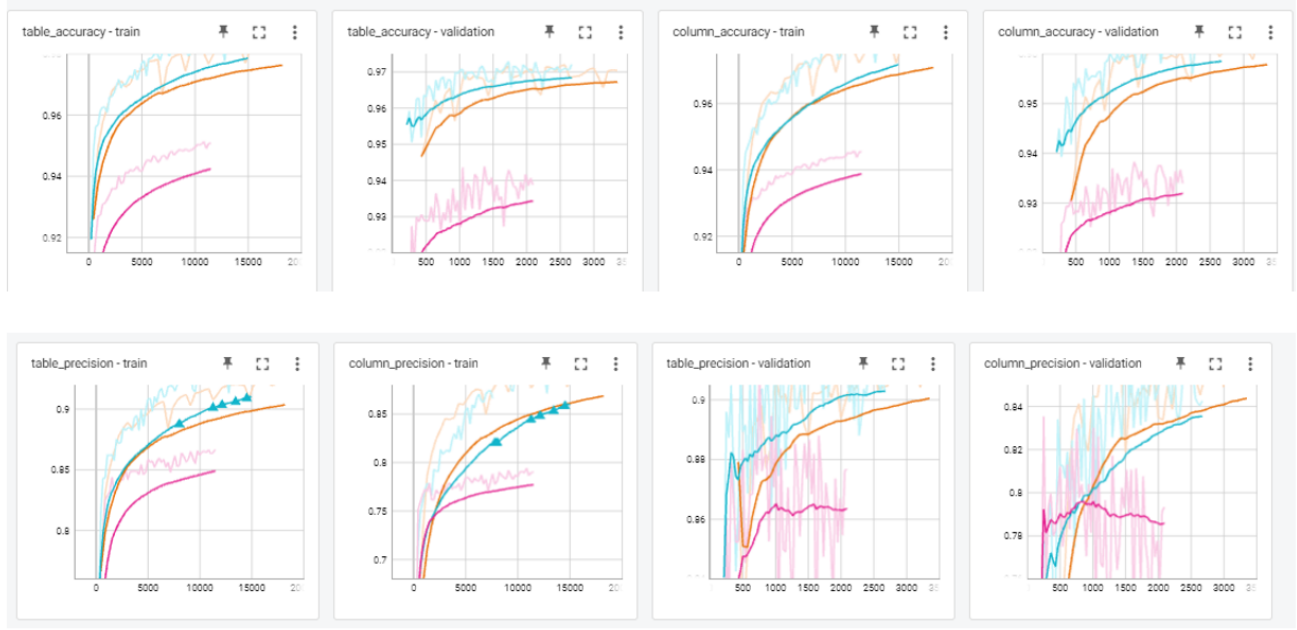 table_accuracy - train
table_accuracy - validation
column_accuracy - train
column_accuracy - validation
0.96
0.94
0.92
0 5000 10000 15000 20
0.97
0.96
0.95
0.94
0.93
500 1000 1500 2000 2500 3000
0.96
0.94
0.92
0 5000 10000 15000 20
0.95
0.94
0.93
500 1000 1500 2000 2500 3000
table_precision - train
column_precision - train
table_precision - validation
column_precision - validation
0.9
0.85
0.8
0 5000 10000 15000
0.85
0.8
0.75
0.7
0 5000 10000 15000
0.9
0.88
0.86
500 1000 1500 2000 2500 3000
0.84
0.82
0.8
0.78
500 1000 1500 2000 2500 3000